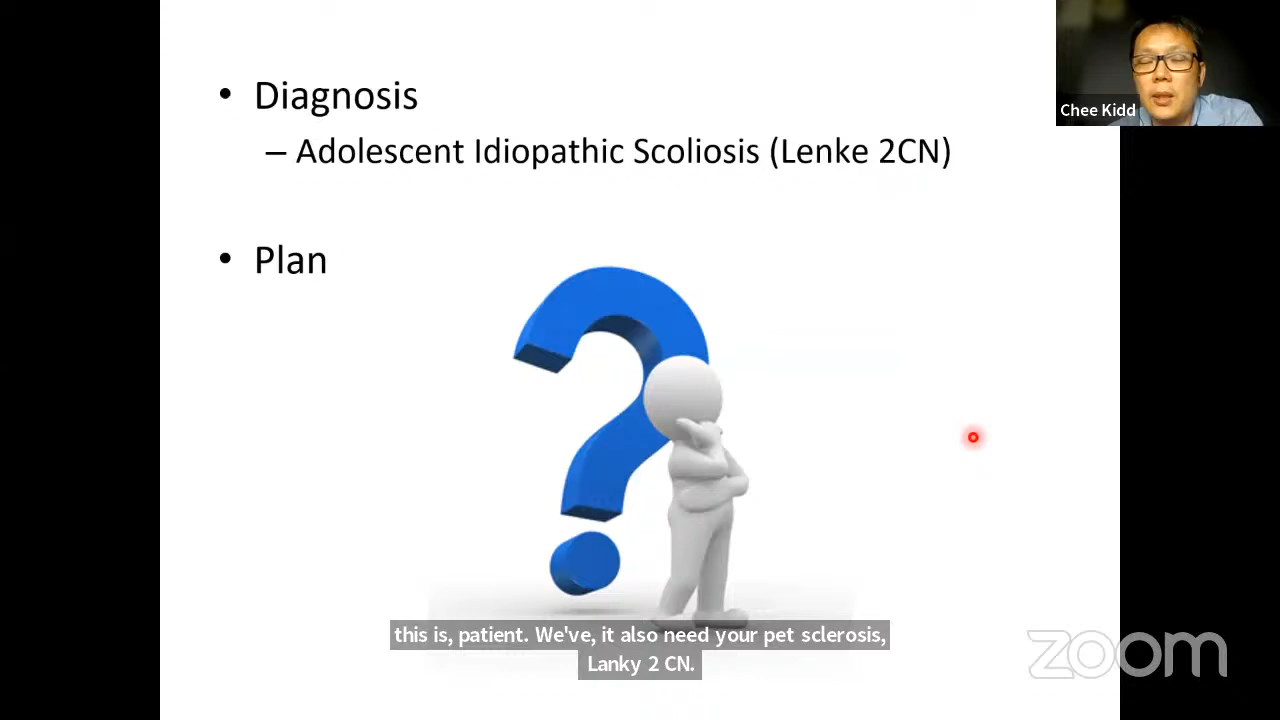 • Diagnosis
– Adolescent Idiopathic Scoliosis (Lenke 2CN)
• Plan
Chee Kidd
this is, patient. We've, it also need your pet sclerosis,
Lanky 2 CN.
zoom